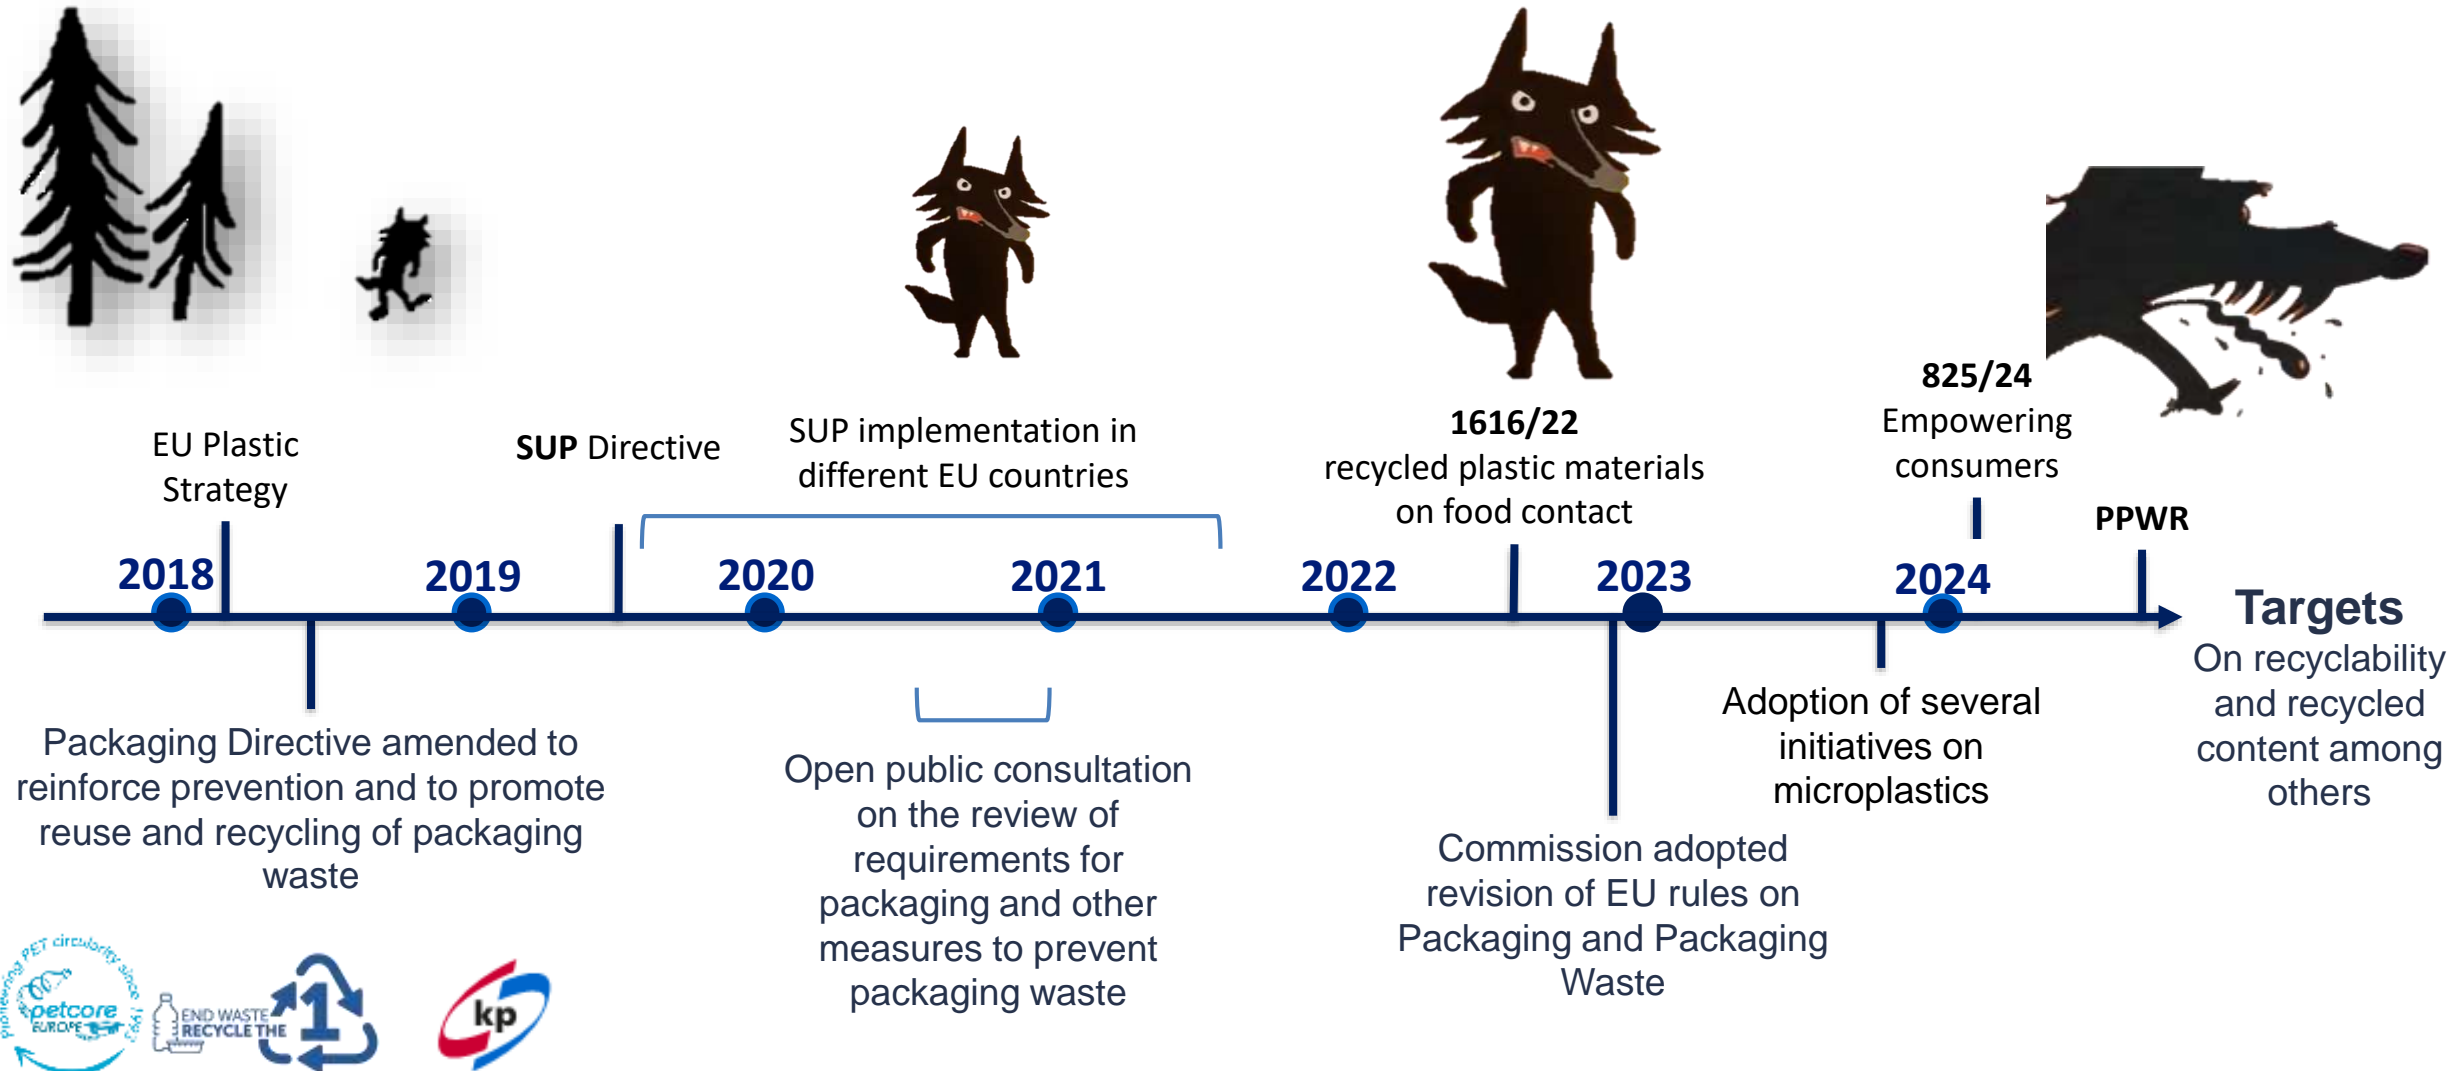 EU Plastic
Strategy
SUP Directive
SUP implementation in
different EU countries
1616/22
recycled plastic materials
on food contact
825/24
Empowering
consumers
PPWR
2018
2019
2020
2021
2022
2023
2024
Targets
On recyclability
and recycled
content among
others
Packaging Directive amended to
reinforce prevention and to promote
reuse and recycling of packaging
waste
Open public consultation
on the review of
requirements for
packaging and other
measures to prevent
packaging waste
Commission adopted
revision of EU rules on
Packaging and Packaging
Waste
Adoption of several
initiatives on
microplastics
Pioneering PET circularity since 1993
petcore
EUROPE
END WASTE
RECYCLE THE
1
kp